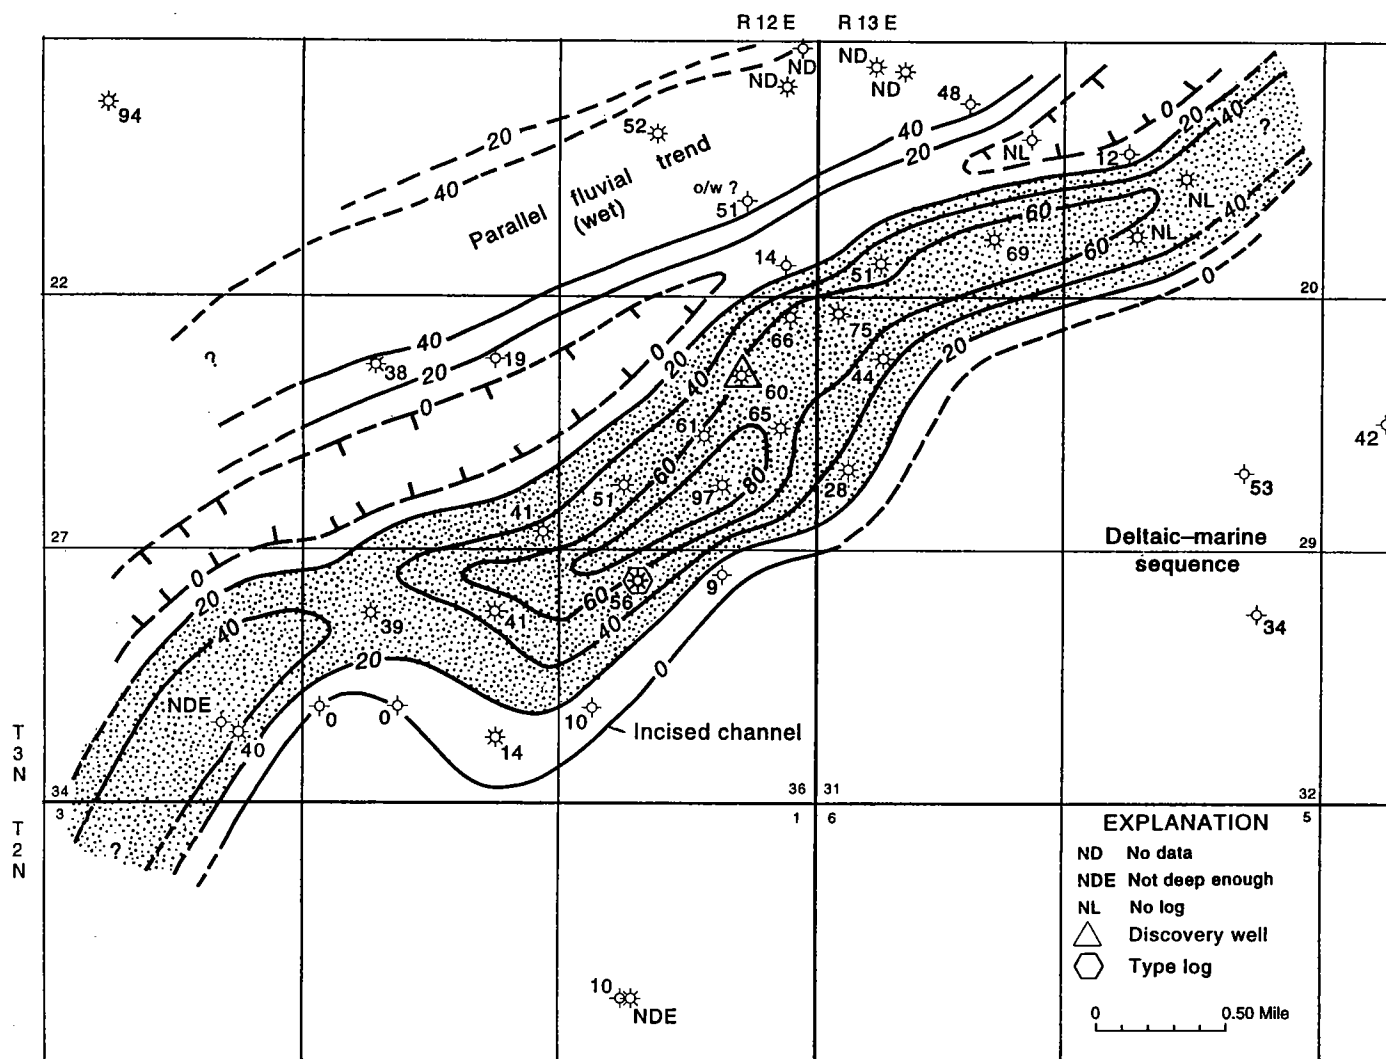 R 12 E R 13 E
ND
ND
ND
ND
ND
94
48
40
20
0
20
40
?
20
52
40
Parallel fluvial trend
(wet)
o/w ?
51
NL
12
NL
40
60
69
NL
60
0
14
51
22
20
?
40
38
20
19
0
0
20
40
66
75
44
20
60
65
61
60
51
97
80
28
42
53
41
27
29
Deltaic–marine
sequence
0
20
40
39
41
60
56
40
9
34
20
0
NDE
40
0
0
14
10
Incised channel
T
3
N
34
36
31
32
3
1
6
5
T
2
N
?
10
NDE
EXPLANATION
ND No data
NDE Not deep enough
NL No log
Discovery well
Type log
0 0.50 Mile